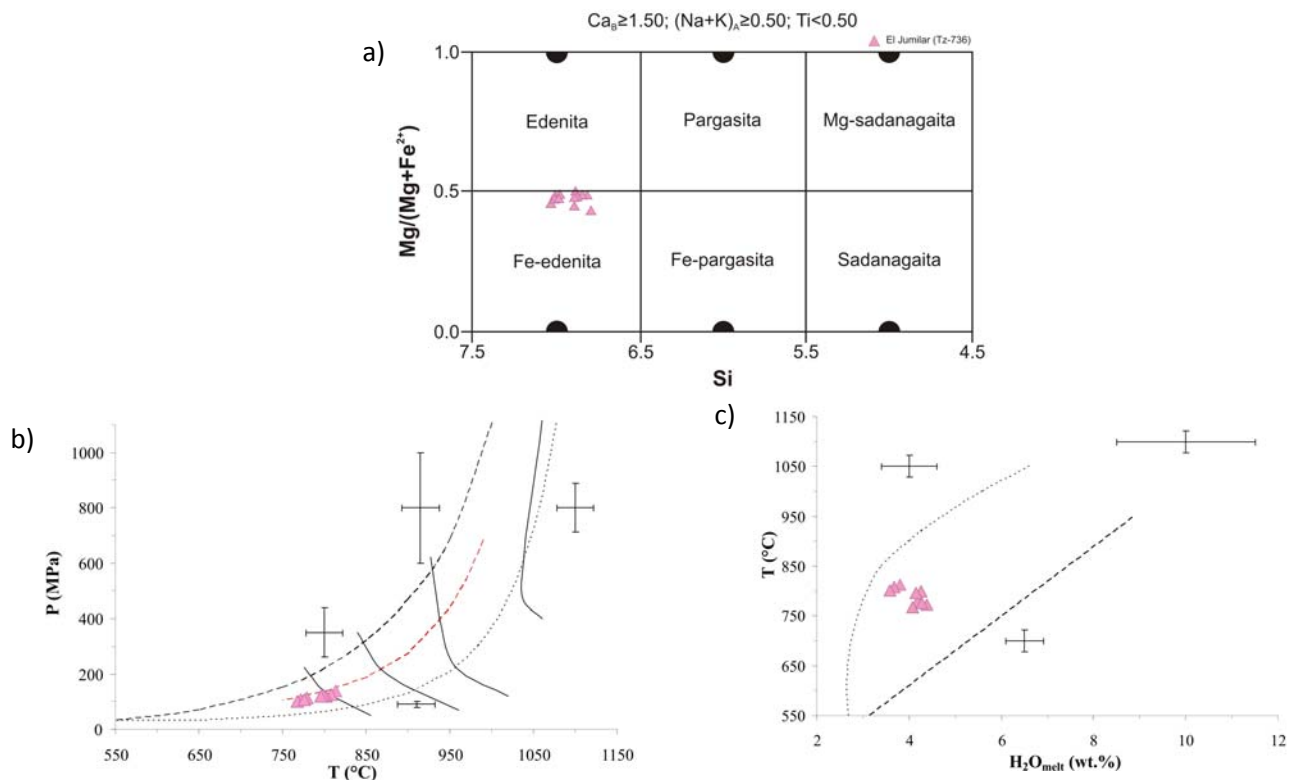 Ca_B≥1.50; (Na+K)_A≥0.50; Ti<0.50
a)
El Jumilar (Tz-736)
Mg/(Mg+Fe²⁺)
1.0
Edenita
Pargasita
Mg-sadanagaita
0.5
Fe-edenita
Fe-pargasita
Sadanagaita
0.0
7.5
6.5
5.5
4.5
Si
b)
P (MPa)
1000
800
600
400
200
0
550
650
750
850
950
1050
1150
T (°C)
c)
T (°C)
1150
1050
950
850
750
650
550
2
4
6
8
10
12
H₂O_melt (wt.%)